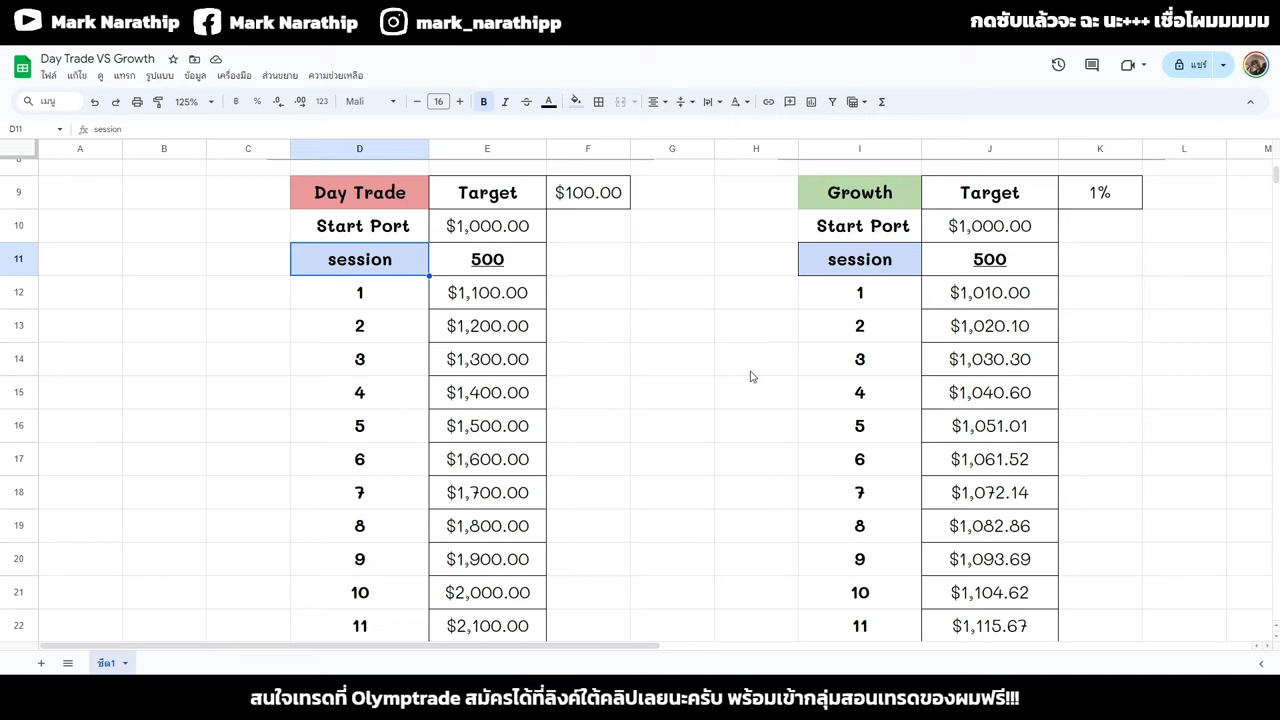 Mark Narathip Mark Narathip mark_narathipp กดซับแล้วจะ ฉะ นะ+++ เชื่อโผมมมมม
Day Trade VS Growth
ไฟล์ แก้ไข ดู แทรก รูปแบบ ข้อมูล เครื่องมือ ส่วนขยาย ความช่วยเหลือ แชร์
เมนู 125% ฿ % .0 .00 123 Mali 16 B I A Σ
D11 fx session
A B C D E F G H I J K L M
9 Day Trade Target $100.00 Growth Target 1%
10 Start Port $1,000.00 Start Port $1,000.00
11 session 500 session 500
12 1 $1,100.00 1 $1,010.00
13 2 $1,200.00 2 $1,020.10
14 3 $1,300.00 3 $1,030.30
15 4 $1,400.00 4 $1,040.60
16 5 $1,500.00 5 $1,051.01
17 6 $1,600.00 6 $1,061.52
18 7 $1,700.00 7 $1,072.14
19 8 $1,800.00 8 $1,082.86
20 9 $1,900.00 9 $1,093.69
21 10 $2,000.00 10 $1,104.62
22 11 $2,100.00 11 $1,115.67
ชีต1
สนใจเทรดที่ Olymptrade สมัครได้ที่ลิงค์ใต้คลิปเลยนะครับ พร้อมเข้ากลุ่มสอนเทรดของผมฟรี!!!